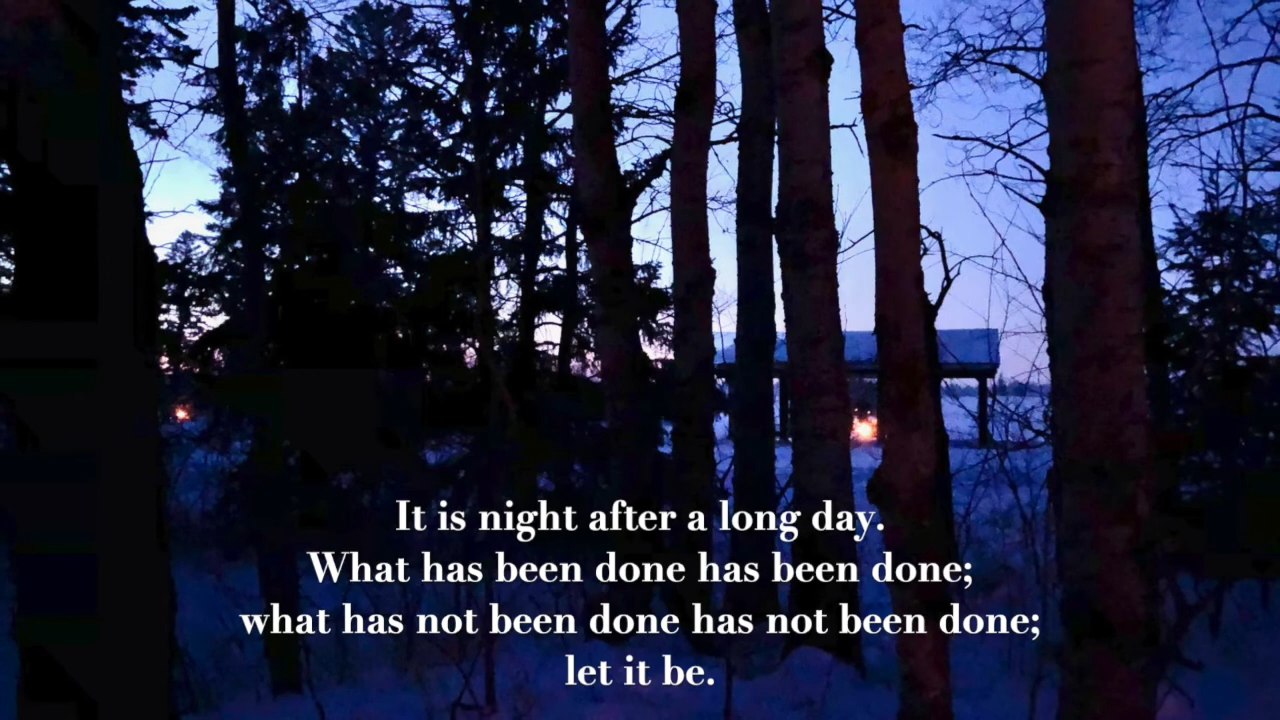 It is night after a long day.
What has been done has been done;
what has not been done has not been done;
let it be.